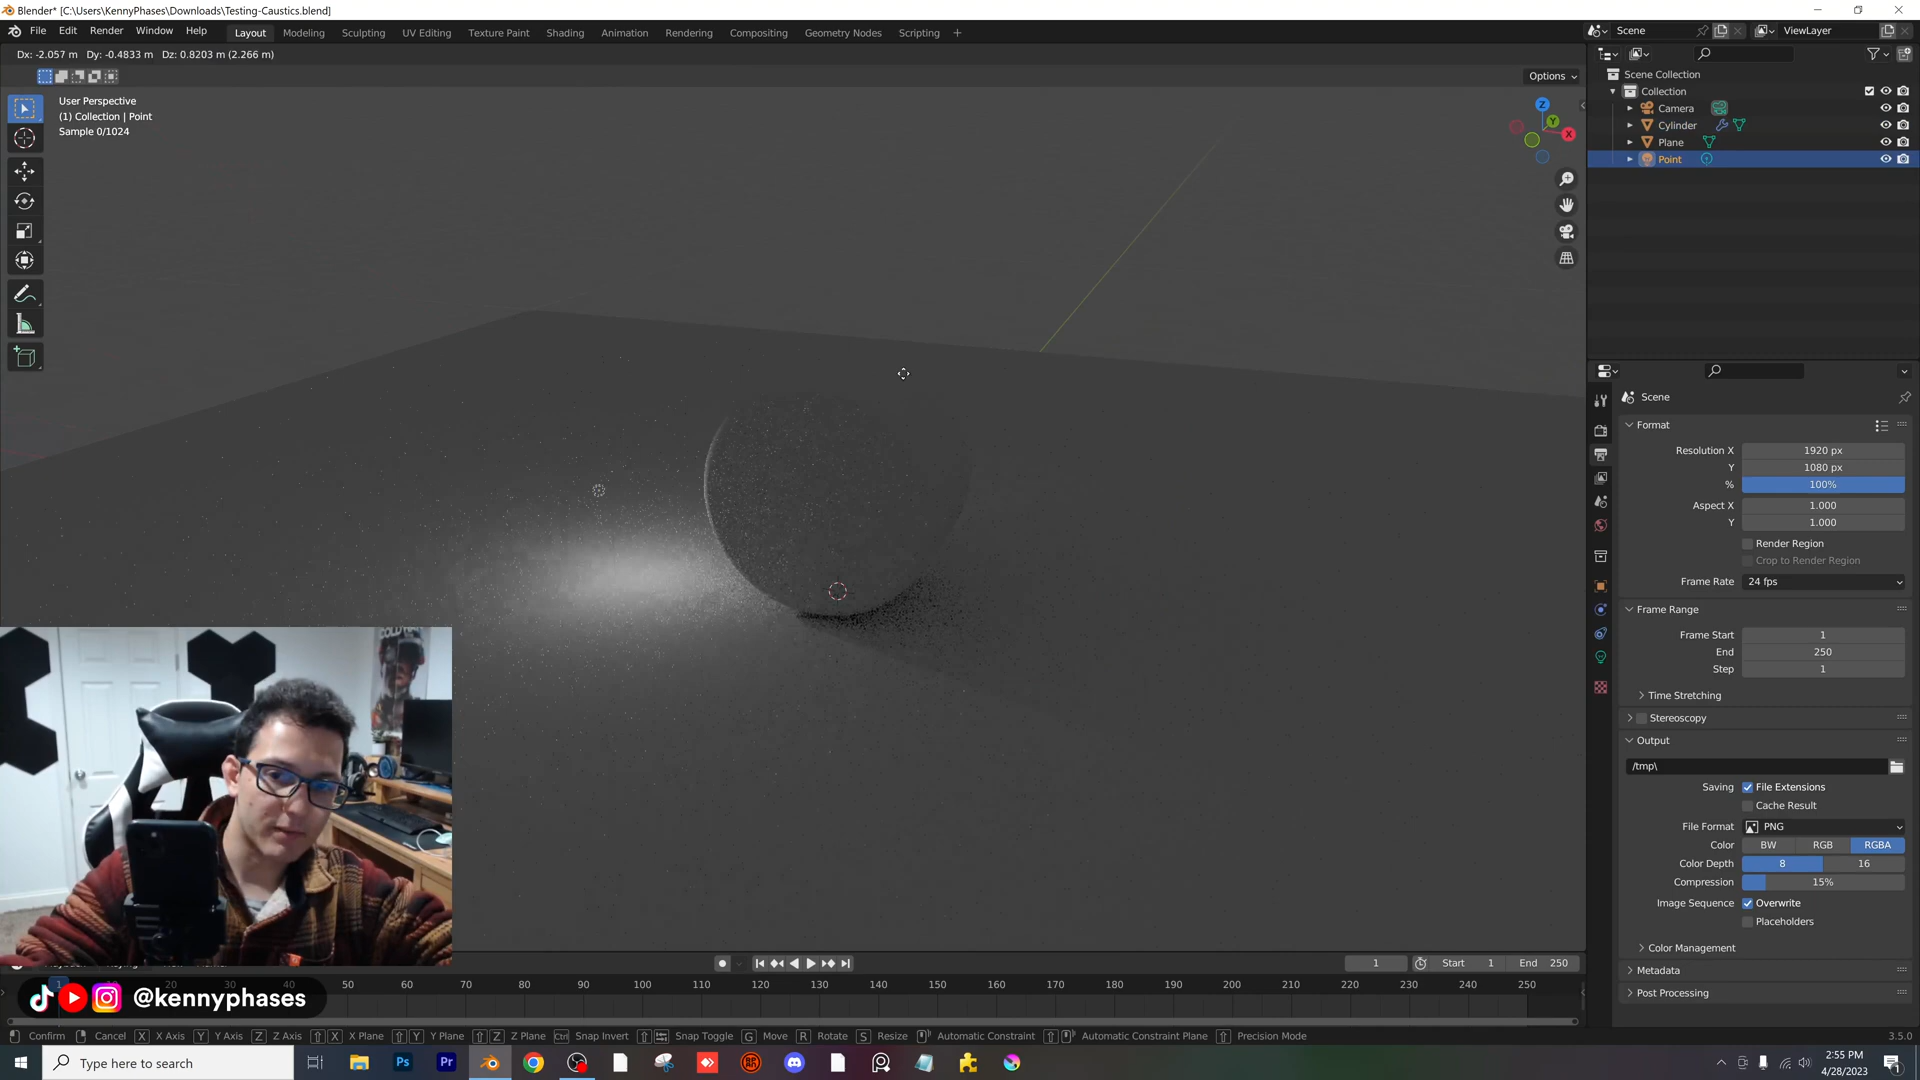 Blender* [C:\Users\KennyPhases\Downloads\Testing-Caustics.blend]
File Edit Render Window Help Layout Modeling Sculpting UV Editing Texture Paint Shading Animation Rendering Compositing Geometry Nodes Scripting + Scene ViewLayer
Dx: -2.057 m Dy: -0.4833 m Dz: 0.8203 m (2.266 m)
Options
User Perspective
(1) Collection | Point
Sample 0/1024
Z
Y
X
Scene Collection
Collection
Camera
Cylinder
Plane
Point
Scene
Format
Resolution X 1920 px
Y 1080 px
% 100%
Aspect X 1.000
Y 1.000
Render Region
Crop to Render Region
Frame Rate 24 fps
Frame Range
Frame Start 1
End 250
Step 1
Time Stretching
Stereoscopy
Output
/tmp\
Saving File Extensions
Cache Result
File Format PNG
Color BW RGB RGBA
Color Depth 8 16
Compression 15%
Image Sequence Overwrite
Placeholders
Color Management
Metadata
Post Processing
1 Start 1 End 250
50 60 70 80 90 100 110 120 130 140 150 160 170 180 190 200 210 220 230 240 250
@kennyphases
Confirm Cancel X X Axis Y Y Axis Z Z Axis X X Plane Y Y Plane Z Z Plane Ctrl Snap Invert Snap Toggle G Move R Rotate S Resize Automatic Constraint Automatic Constraint Plane Precision Mode 3.5.0
Type here to search
Ps
Pr
2:55 PM
4/28/2023
1